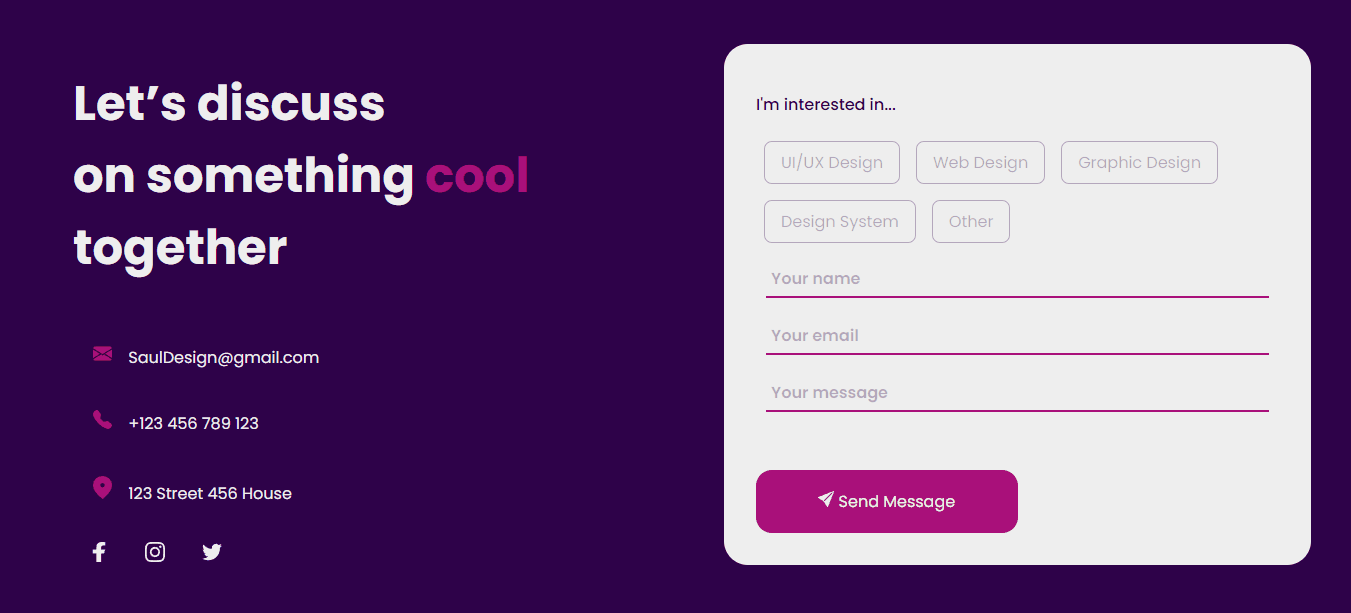 Let’s discuss
on something cool
together
SaulDesign@gmail.com
+123 456 789 123
123 Street 456 House
I'm interested in...
UI/UX Design Web Design Graphic Design
Design System Other
Your name
Your email
Your message
Send Message